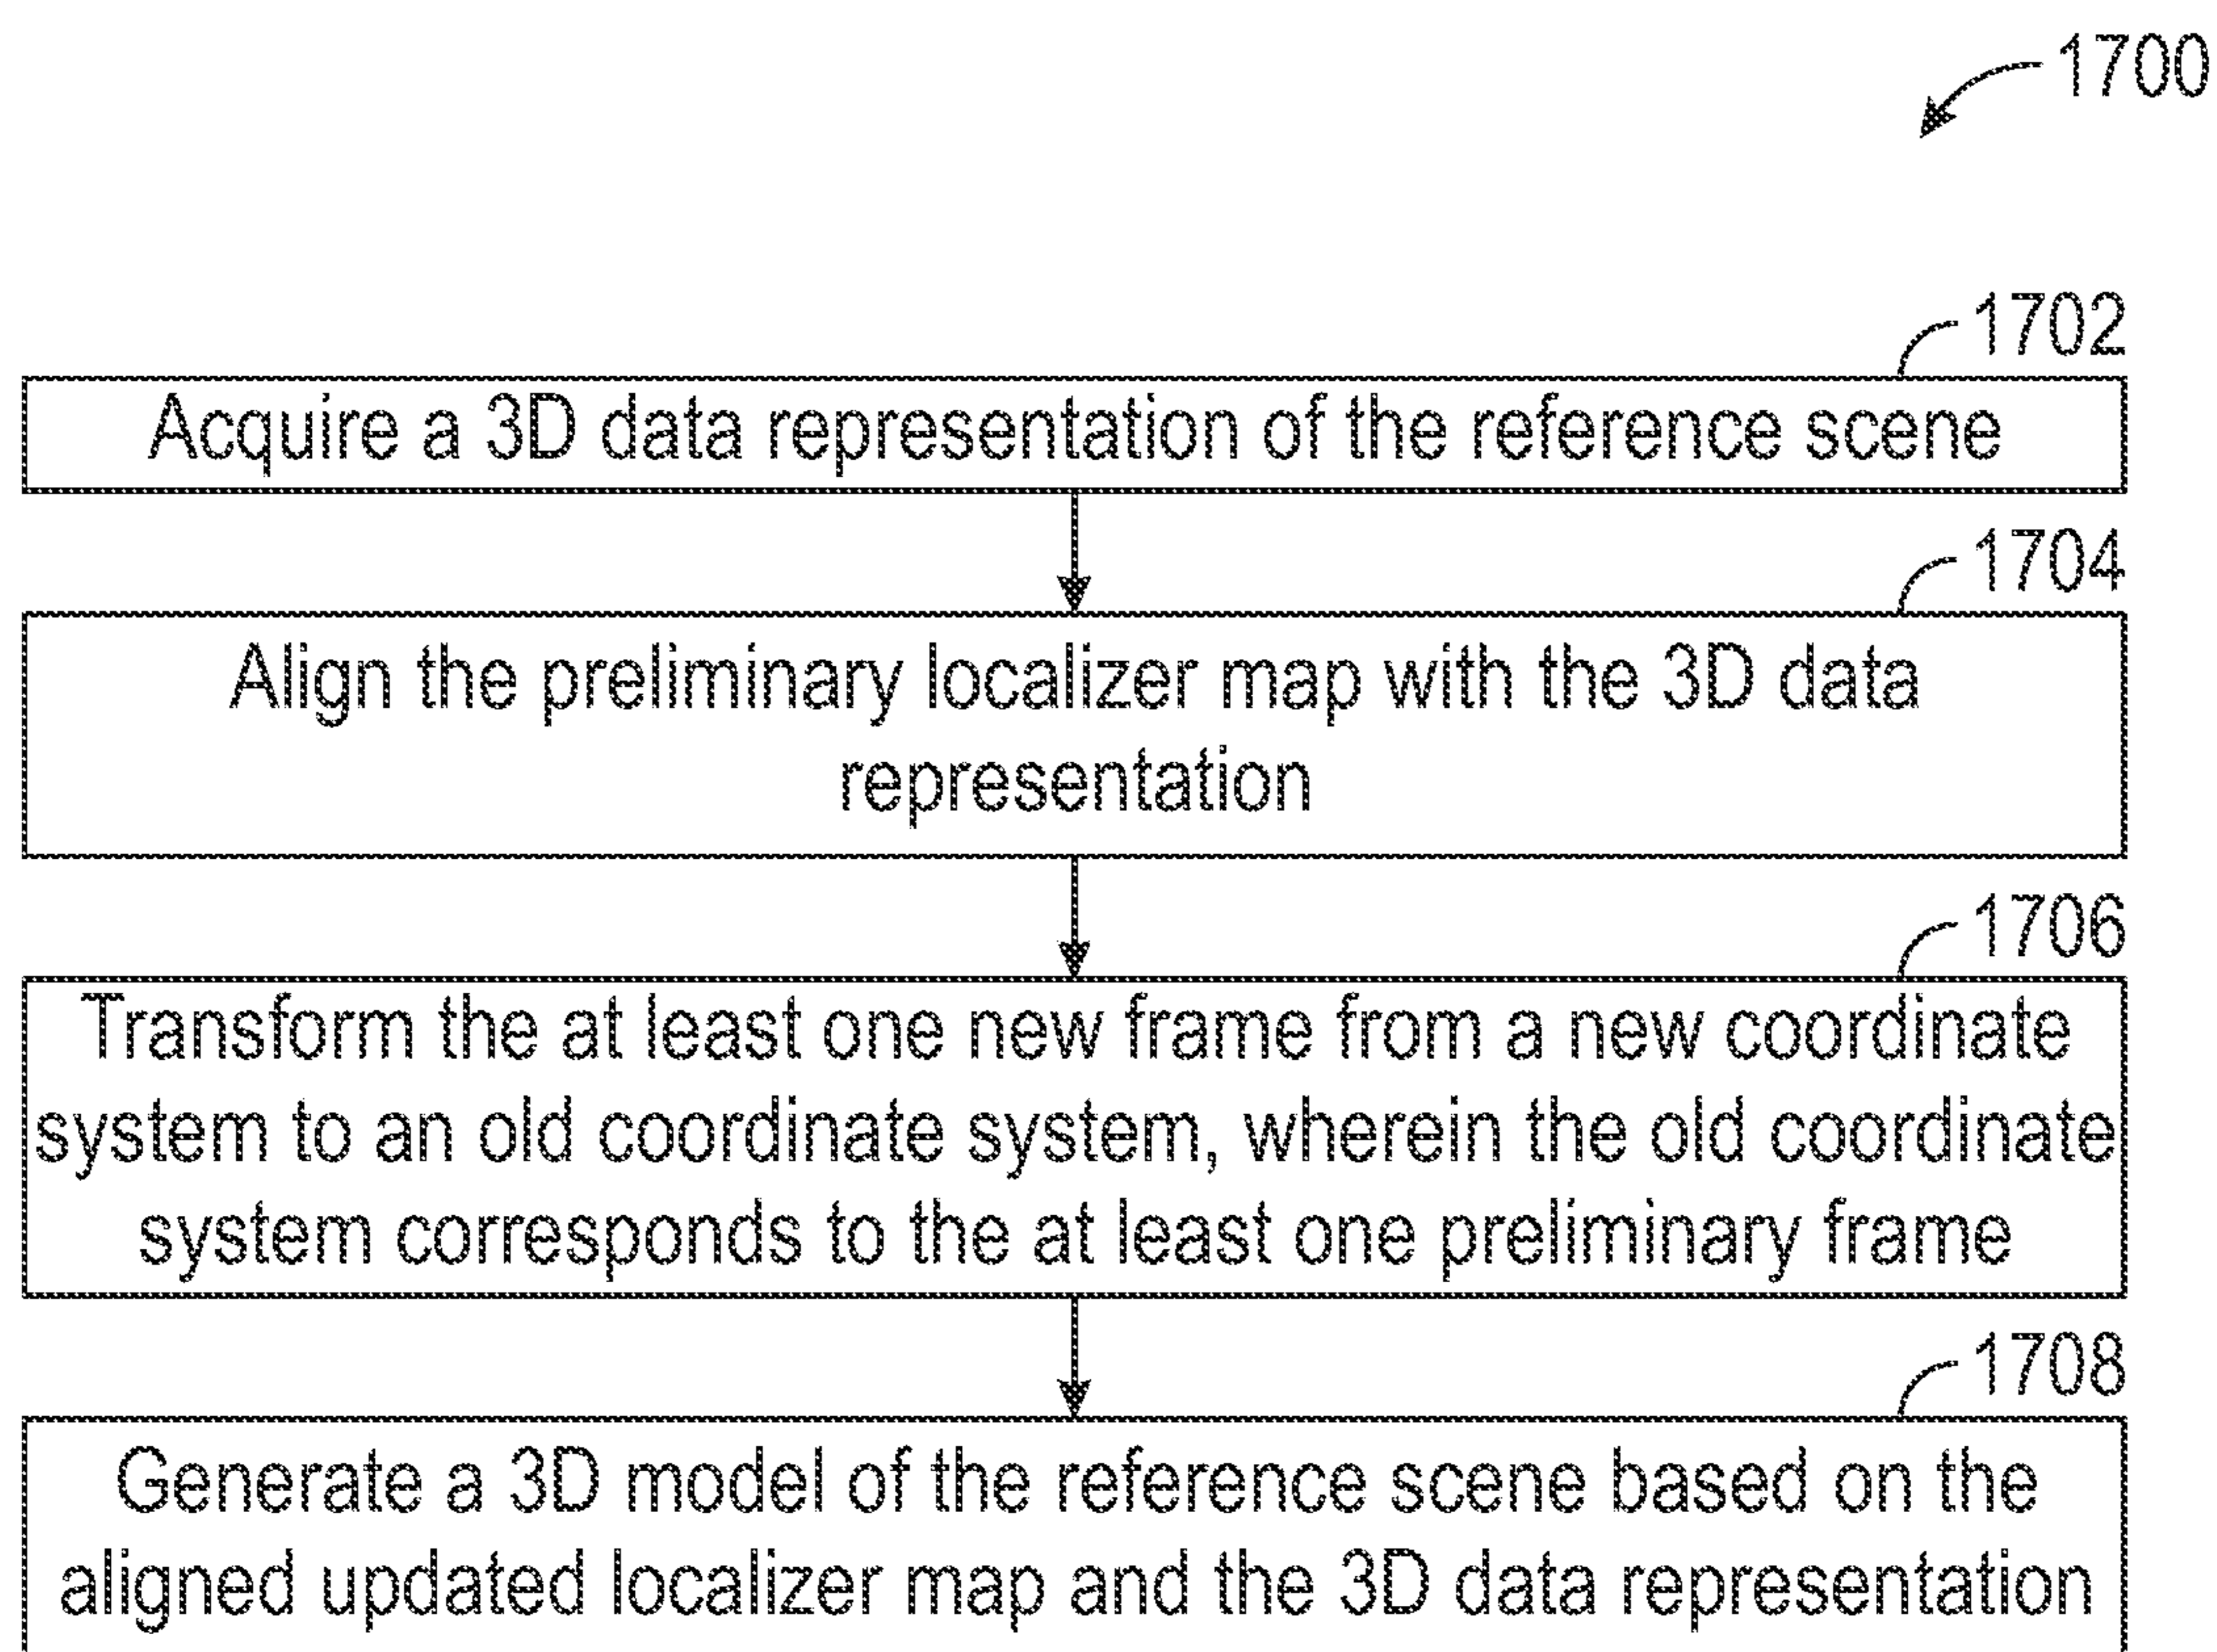 1700
1702
Acquire a 3D data representation of the reference scene
1704
Align the preliminary localizer map with the 3D data
representation
1706
Transform the at least one new frame from a new coordinate
system to an old coordinate system, wherein the old coordinate
system corresponds to the at least one preliminary frame
1708
Generate a 3D model of the reference scene based on the
aligned updated localizer map and the 3D data representation